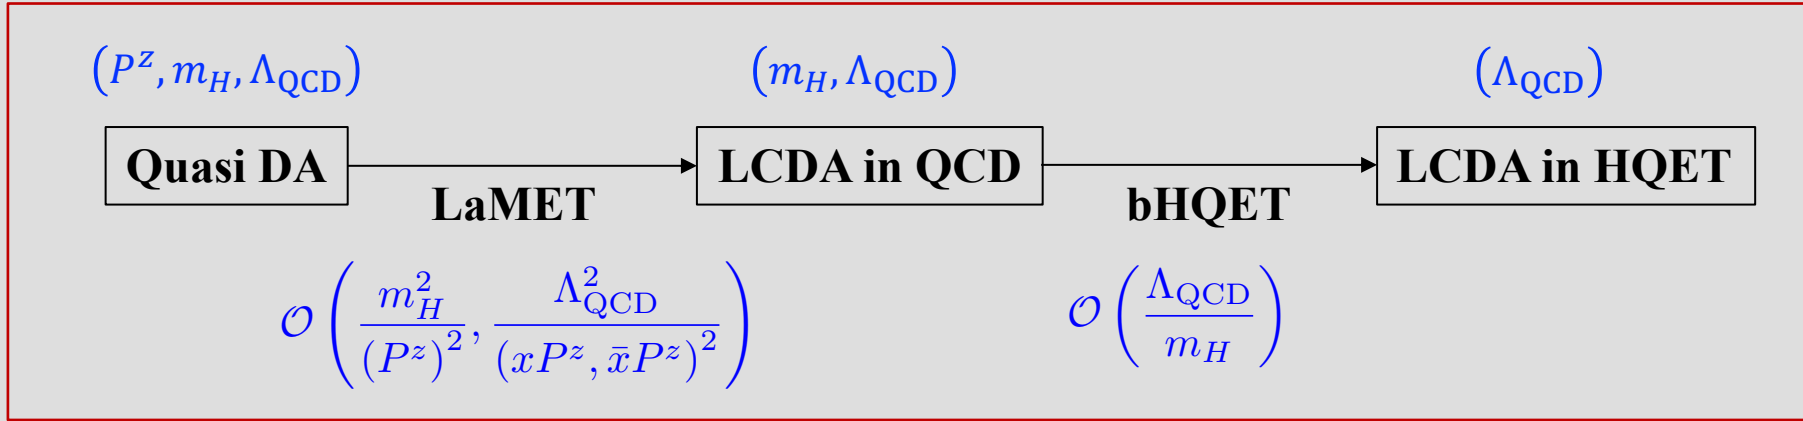 (P^z, m_H, Λ_QCD) (m_H, Λ_QCD) (Λ_QCD)
Quasi DA LCDA in QCD LCDA in HQET
LaMET bHQET
𝒪(m_H^2/(P^z)^2, Λ_QCD^2/(xP^z, x̄P^z)^2) 𝒪(Λ_QCD/m_H)